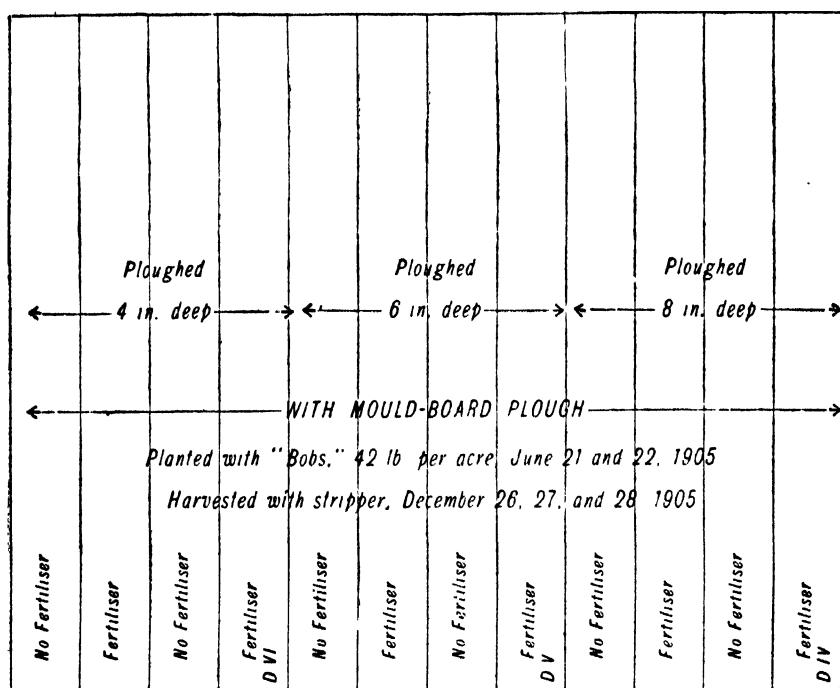 Ploughed Ploughed Ploughed
4 in. deep 6 in. deep 8 in. deep
WITH MOULD-BOARD PLOUGH
Planted with "Bobs," 42 lb per acre, June 21 and 22, 1905
Harvested with stripper, December 26, 27, and 28 1905
No Fertiliser
Fertiliser
No Fertiliser
Fertiliser
D VI
No Fertiliser
Fertiliser
No Fertiliser
Fertiliser
D V
No Fertiliser
Fertiliser
No Fertiliser
Fertiliser
D IV